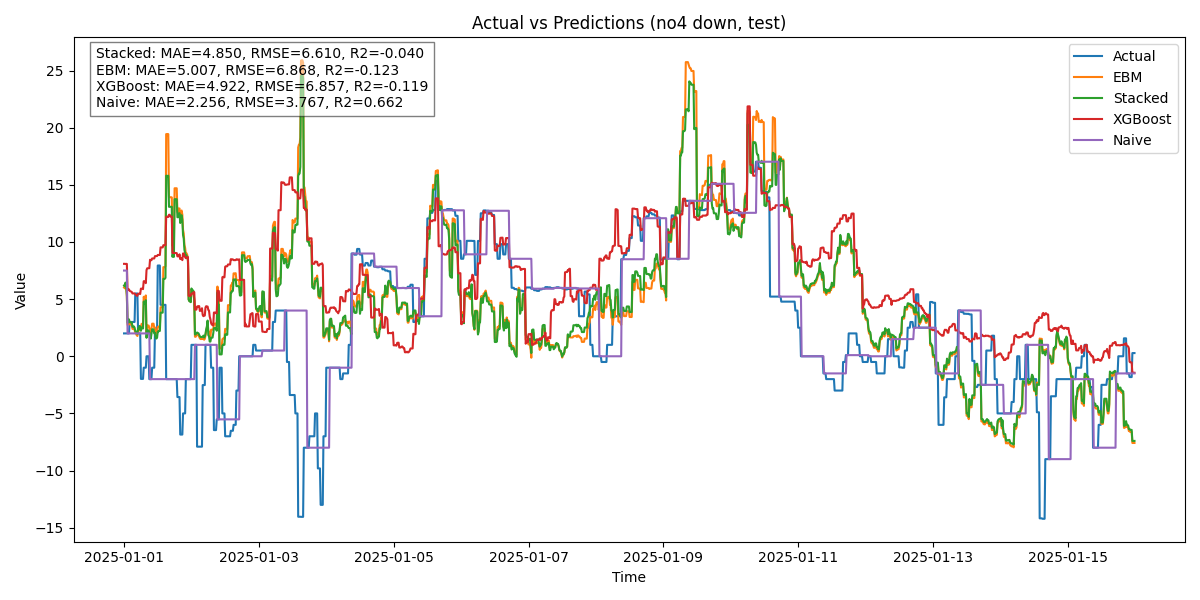 Actual vs Predictions (no4 down, test)
Stacked: MAE=4.850, RMSE=6.610, R2=-0.040
EBM: MAE=5.007, RMSE=6.868, R2=-0.123
XGBoost: MAE=4.922, RMSE=6.857, R2=-0.119
Naive: MAE=2.256, RMSE=3.767, R2=0.662
Actual
EBM
Stacked
XGBoost
Naive
Value
25
20
15
10
5
0
−5
−10
−15
2025-01-01 2025-01-03 2025-01-05 2025-01-07 2025-01-09 2025-01-11 2025-01-13 2025-01-15
Time